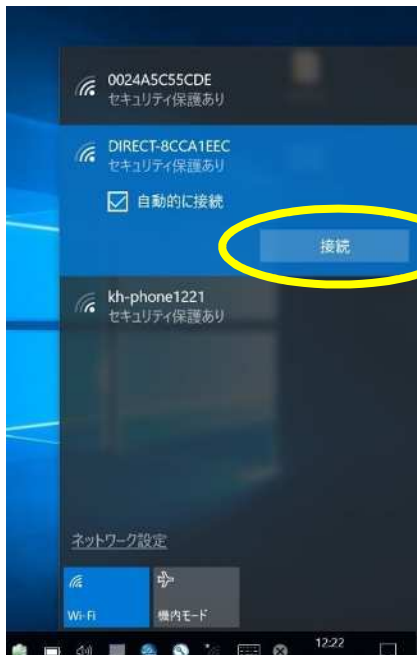 0024A5C55CDE
セキュリティ保護あり
DIRECT-8CCA1EEC
セキュリティ保護あり
自動的に接続
接続
kh-phone1221
セキュリティ保護あり
ネットワーク設定
Wi-Fi
機内モード
12:22